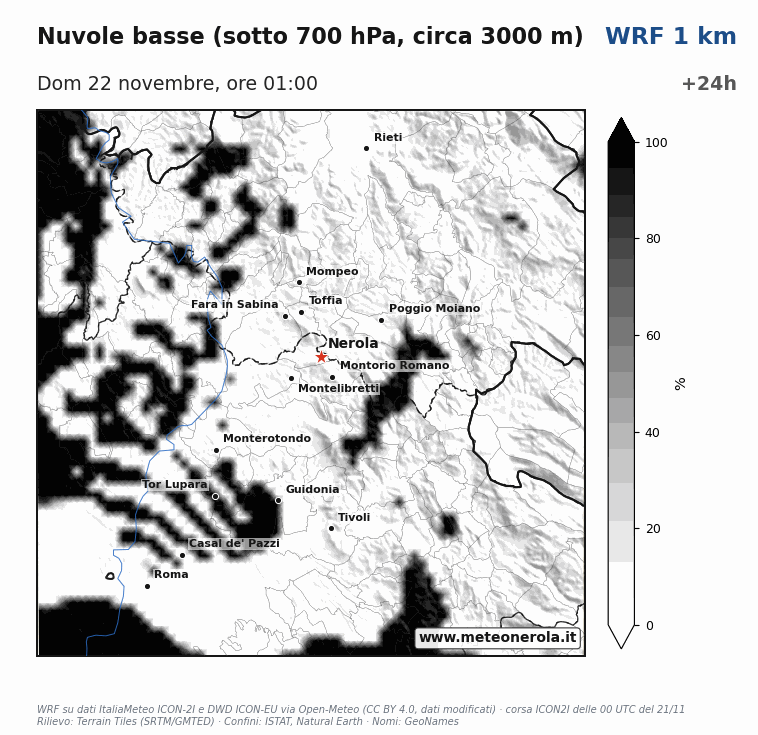 Nuvole basse (sotto 700 hPa, circa 3000 m) WRF 1 km
Dom 22 novembre, ore 01:00 +24h
Rieti
100
80
60
40
20
0
%
Mompeo
Toffia
Fara in Sabina
Poggio Moiano
Nerola
Montorio Romano
Montelibretti
Monterotondo
Tor Lupara
Guidonia
Tivoli
Casal de' Pazzi
Roma
www.meteonerola.it
WRF su dati ItaliaMeteo ICON-2I e DWD ICON-EU via Open-Meteo (CC BY 4.0, dati modificati) · corsa ICON2I delle 00 UTC del 21/11
Rilievo: Terrain Tiles (SRTM/GMTED) · Confini: ISTAT, Natural Earth · Nomi: GeoNames